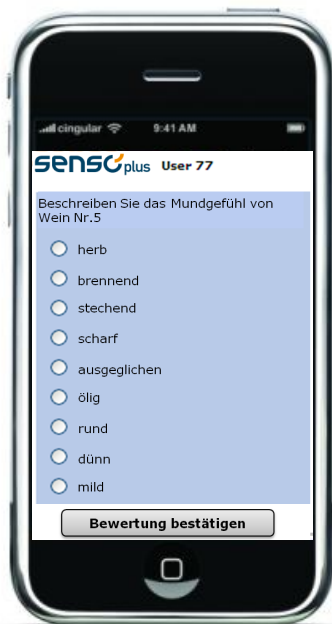 cingular 9:41 AM
sensoplus User 77
Beschreiben Sie das Mundgefühl von
Wein Nr.5
herb
brennend
stechend
scharf
ausgeglichen
ölig
rund
dünn
mild
Bewertung bestätigen